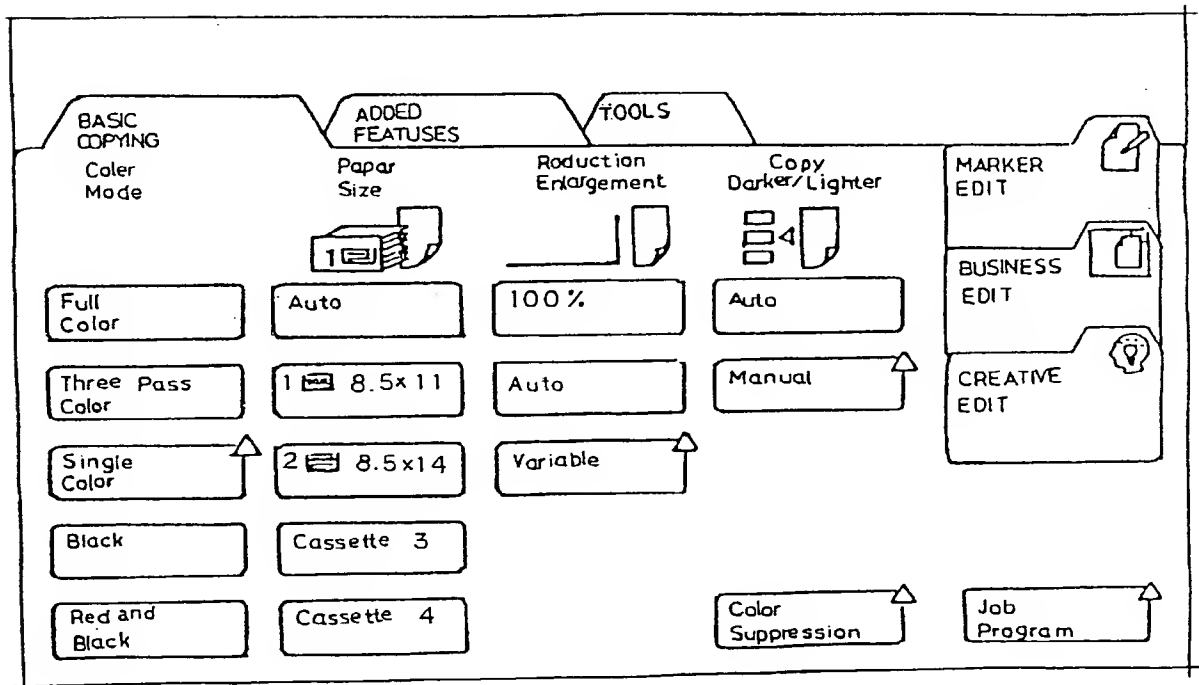 BASIC
COPYING
ADDED
FEATUSES
TOOLS
Coler
Mode
Papar
Size
Roduction
Enlargement
Copy
Darker/Lighter
MARKER
EDIT
1
BUSINESS
EDIT
Full
Color
Auto
100%
Auto
Three Pass
Color
1 8.5x11
Auto
Manual
CREATIVE
EDIT
Single
Color
2 8.5x14
Variable
Black
Cassette 3
Red and
Black
Cassette 4
Color
Suppression
Job
Program